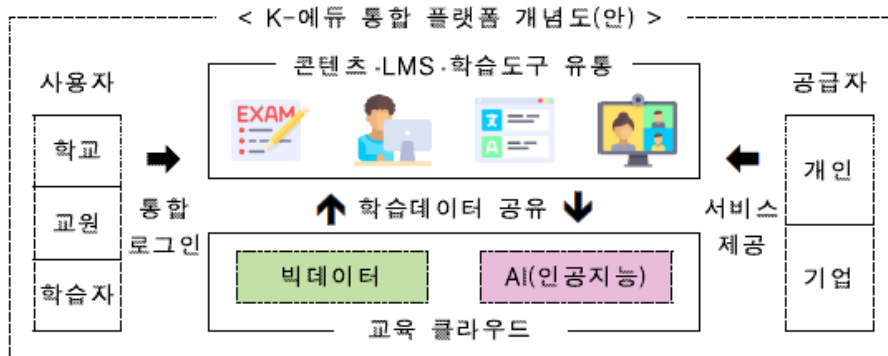 < K-에듀 통합 플랫폼 개념도(안) >
사용자
학교
교원
학습자
통합
로그인
콘텐츠·LMS·학습도구 유통
EXAM
文
A
학습데이터 공유
빅데이터
AI(인공지능)
교육 클라우드
공급자
개인
기업
서비스
제공